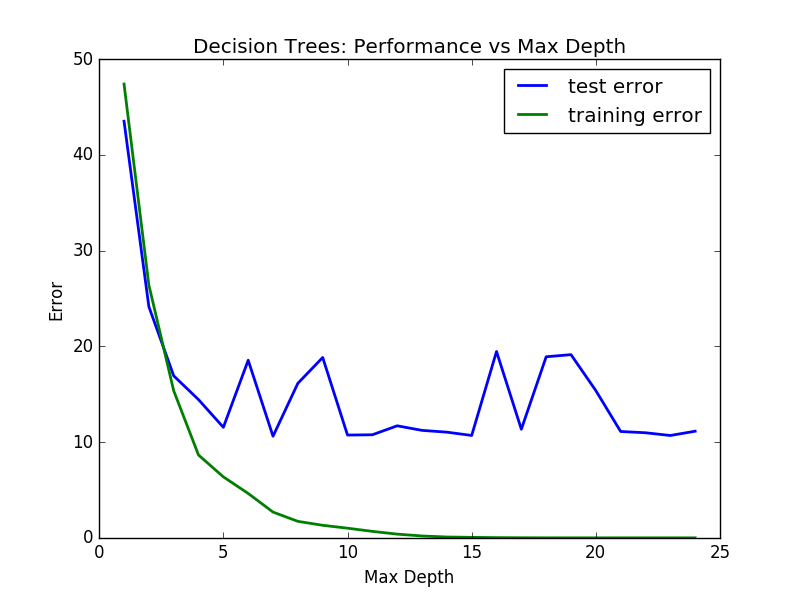 Decision Trees: Performance vs Max Depth
test error
training error
Error
50
40
30
20
10
0
0 5 10 15 20 25
Max Depth